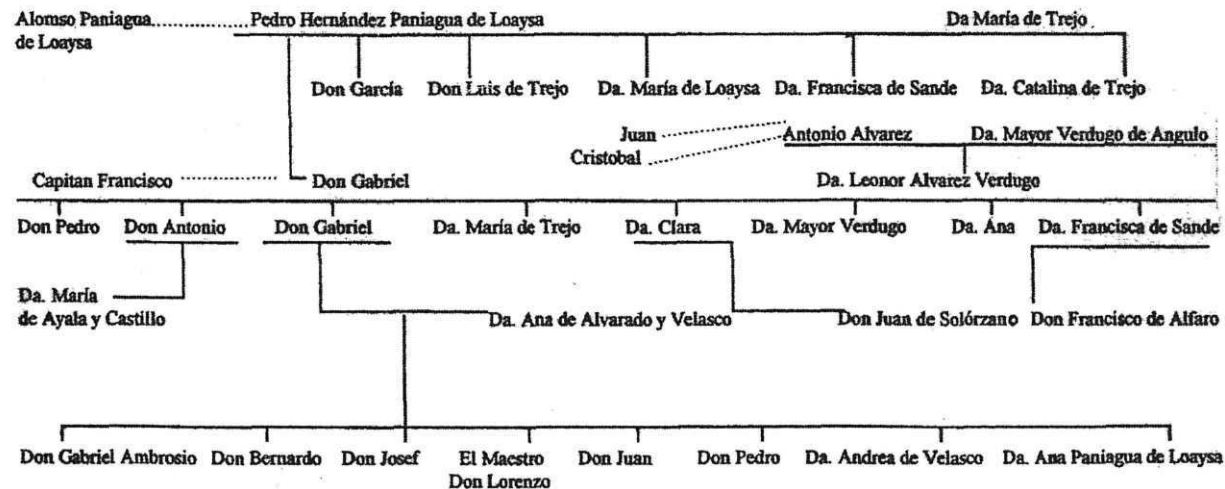 Alonso Paniagua Pedro Hernández Paniagua de Loaysa Da María de Trejo
de Loaysa
Don García Don Luis de Trejo Da. María de Loaysa Da. Francisca de Sande Da. Catalina de Trejo
Juan Antonio Alvarez Da. Mayor Verdugo de Angulo
Cristobal
Capitan Francisco Don Gabriel Da. Leonor Alvarez Verdugo
Don Pedro Don Antonio Don Gabriel Da. María de Trejo Da. Clara Da. Mayor Verdugo Da. Ana Da. Francisca de Sande
Da. María
de Ayala y Castillo Da. Ana de Alvarado y Velasco Don Juan de Solórzano Don Francisco de Alfaro
Don Gabriel Ambrosio Don Bernardo Don Josef El Maestro Don Juan Don Pedro Da. Andrea de Velasco Da. Ana Paniagua de Loaysa
Don Lorenzo